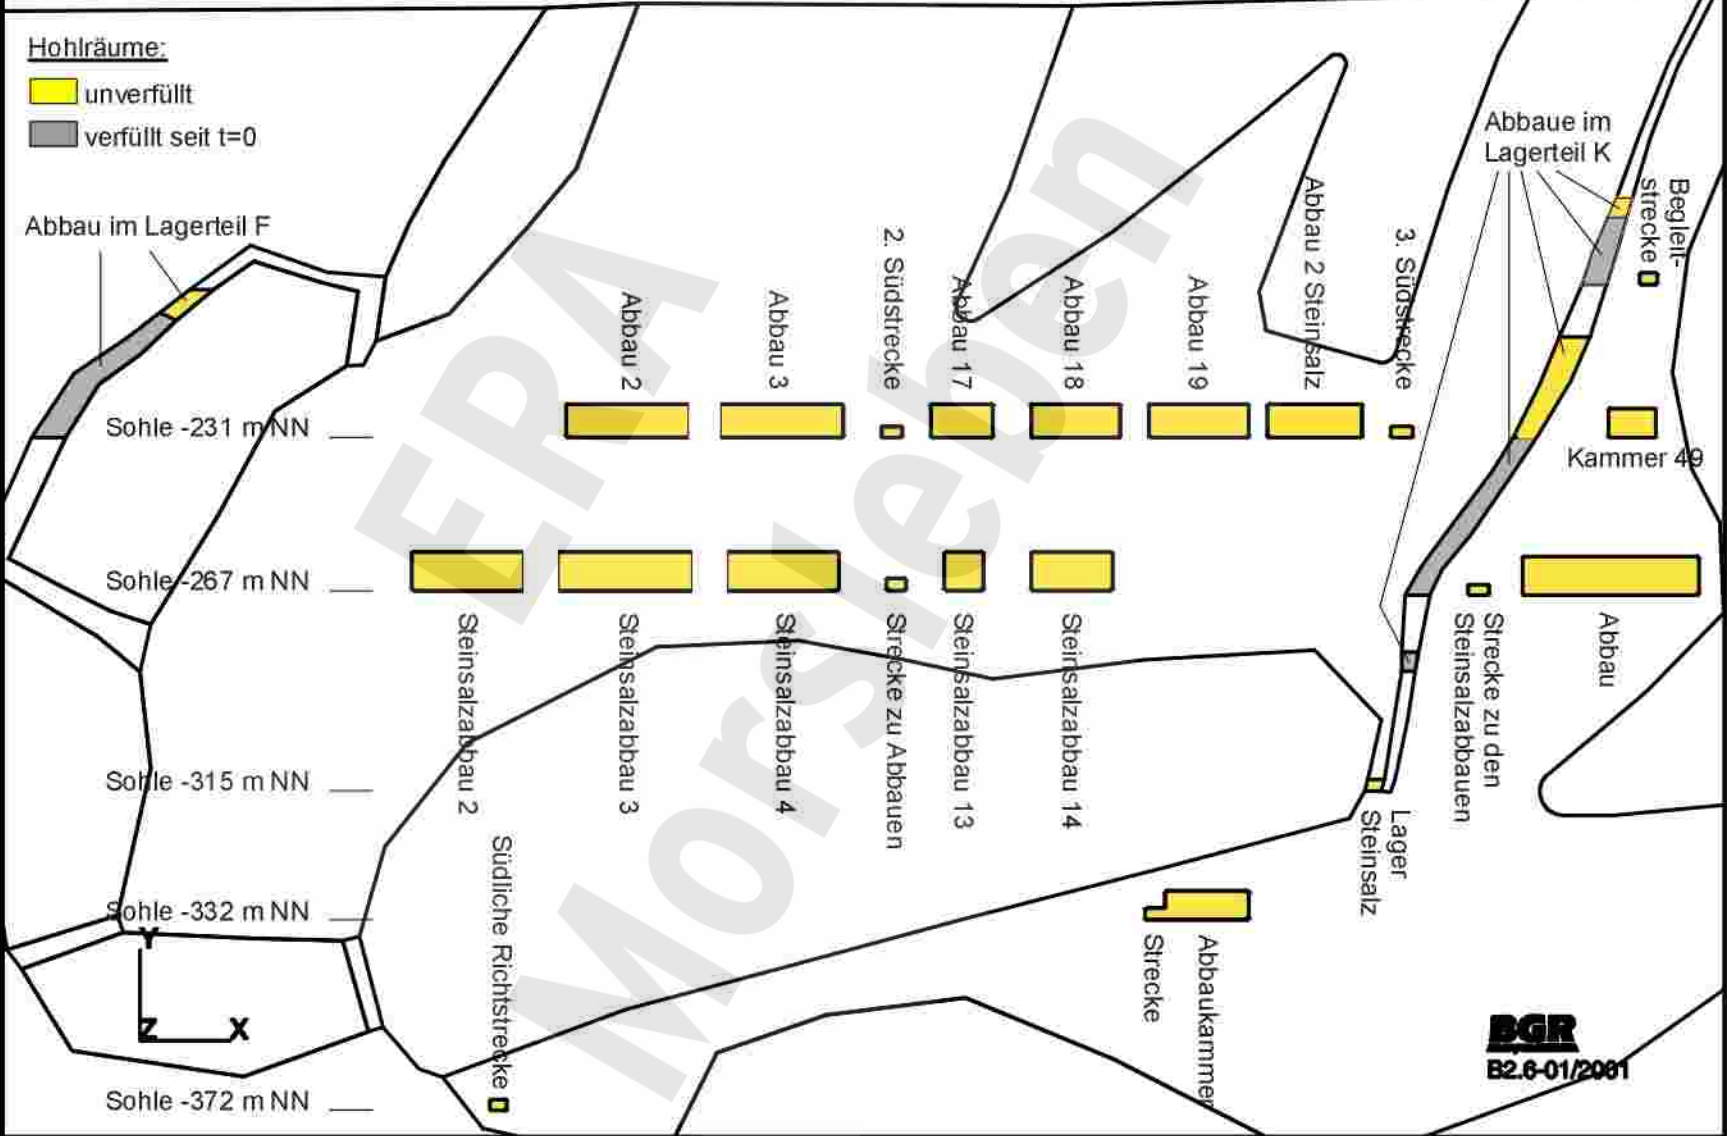 Hohlräume:
unverfüllt
verfüllt seit t=0
Abbau im Lagerteil F
Abbaue im
Lagerteil K
Begleit-
strecke
Abbau 2
Abbau 3
2. Südstrecke
Abbau 17
Abbau 18
Abbau 19
Abbau 2 Steinsalz
3. Südstrecke
Sohle -231 m NN
Kammer 49
Sohle -267 m NN
Steinsalzabbau 2
Steinsalzabbau 3
Steinsalzabbau 4
Strecke zu Abbauen
Steinsalzabbau 13
Steinsalzabbau 14
Strecke zu den
Steinsalzabbauen
Abbau
Sohle -315 m NN
Lager
Steinsalz
Südliche Richtstrecke
Sohle -332 m NN
Strecke
Abbaukammer
Y
Z
X
Sohle -372 m NN
BGR
B2.6-01/2001
ERA
Morsleben